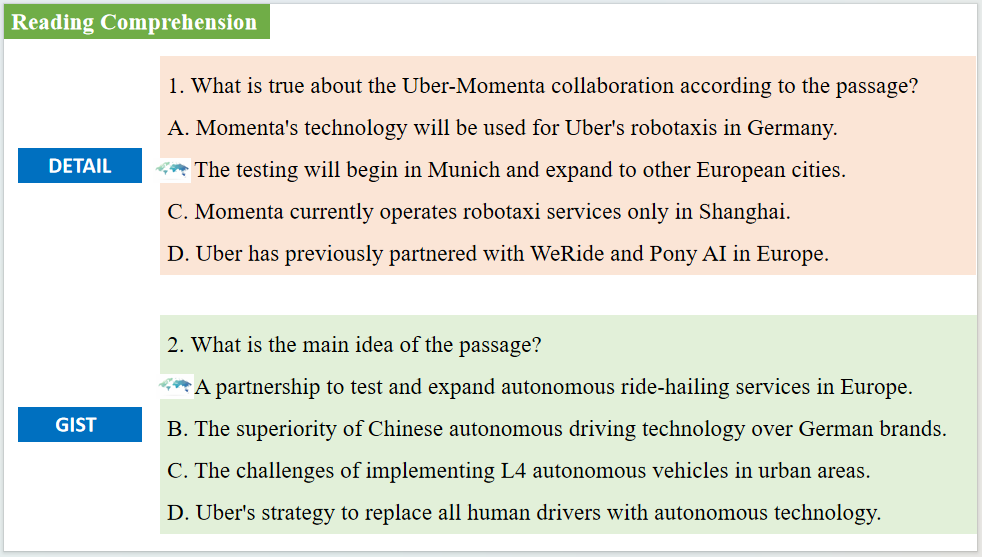 Reading Comprehension
1. What is true about the Uber-Momenta collaboration according to the passage?
A. Momenta's technology will be used for Uber's robotaxis in Germany.
DETAIL
The testing will begin in Munich and expand to other European cities.
C. Momenta currently operates robotaxi services only in Shanghai.
D. Uber has previously partnered with WeRide and Pony AI in Europe.
2. What is the main idea of the passage?
A partnership to test and expand autonomous ride-hailing services in Europe.
GIST
B. The superiority of Chinese autonomous driving technology over German brands.
C. The challenges of implementing L4 autonomous vehicles in urban areas.
D. Uber's strategy to replace all human drivers with autonomous technology.